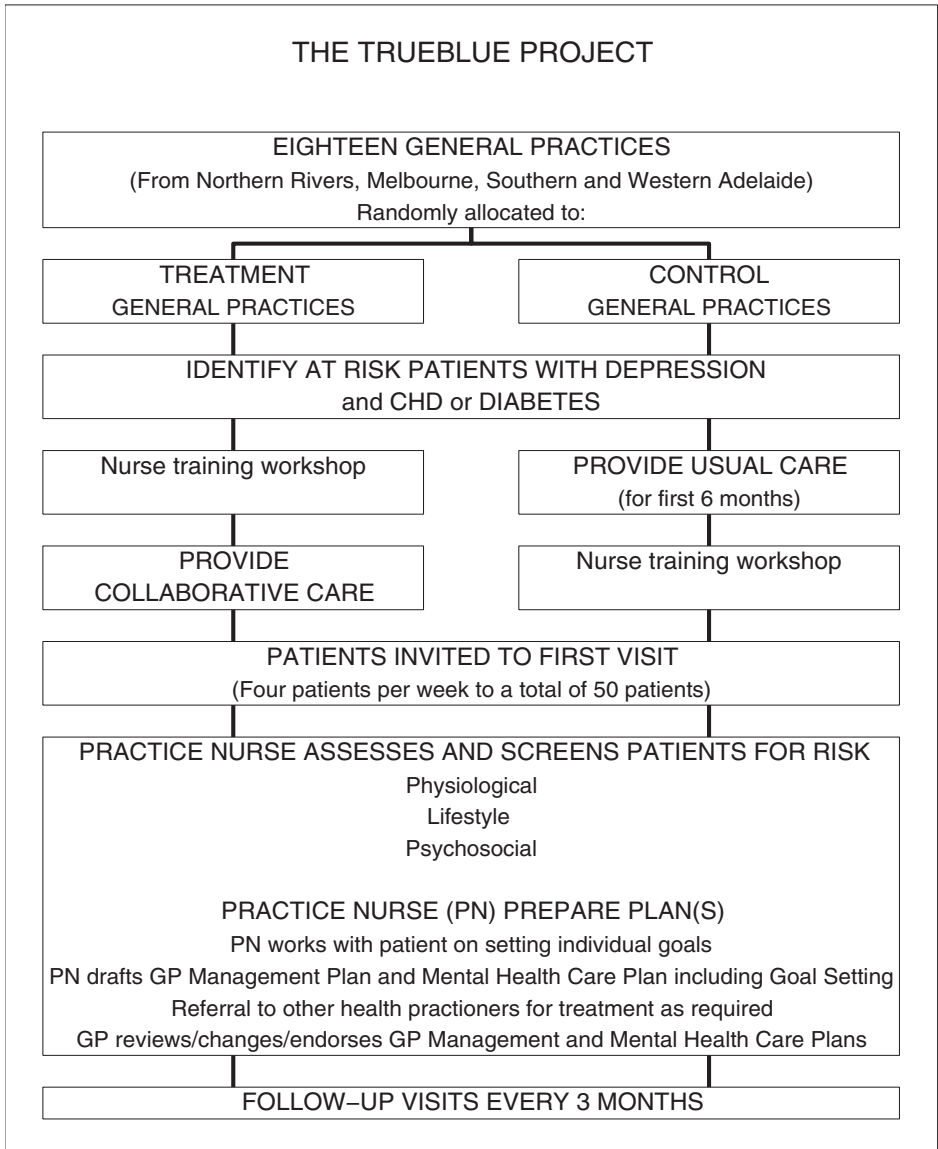 THE TRUEBLUE PROJECT
EIGHTEEN GENERAL PRACTICES
(From Northern Rivers, Melbourne, Southern and Western Adelaide)
Randomly allocated to:
TREATMENT
GENERAL PRACTICES
CONTROL
GENERAL PRACTICES
IDENTIFY AT RISK PATIENTS WITH DEPRESSION
and CHD or DIABETES
Nurse training workshop
PROVIDE USUAL CARE
(for first 6 months)
PROVIDE
COLLABORATIVE CARE
Nurse training workshop
PATIENTS INVITED TO FIRST VISIT
(Four patients per week to a total of 50 patients)
PRACTICE NURSE ASSESSES AND SCREENS PATIENTS FOR RISK
Physiological
Lifestyle
Psychosocial
PRACTICE NURSE (PN) PREPARE PLAN(S)
PN works with patient on setting individual goals
PN drafts GP Management Plan and Mental Health Care Plan including Goal Setting
Referral to other health practioners for treatment as required
GP reviews/changes/endorses GP Management and Mental Health Care Plans
FOLLOW−UP VISITS EVERY 3 MONTHS